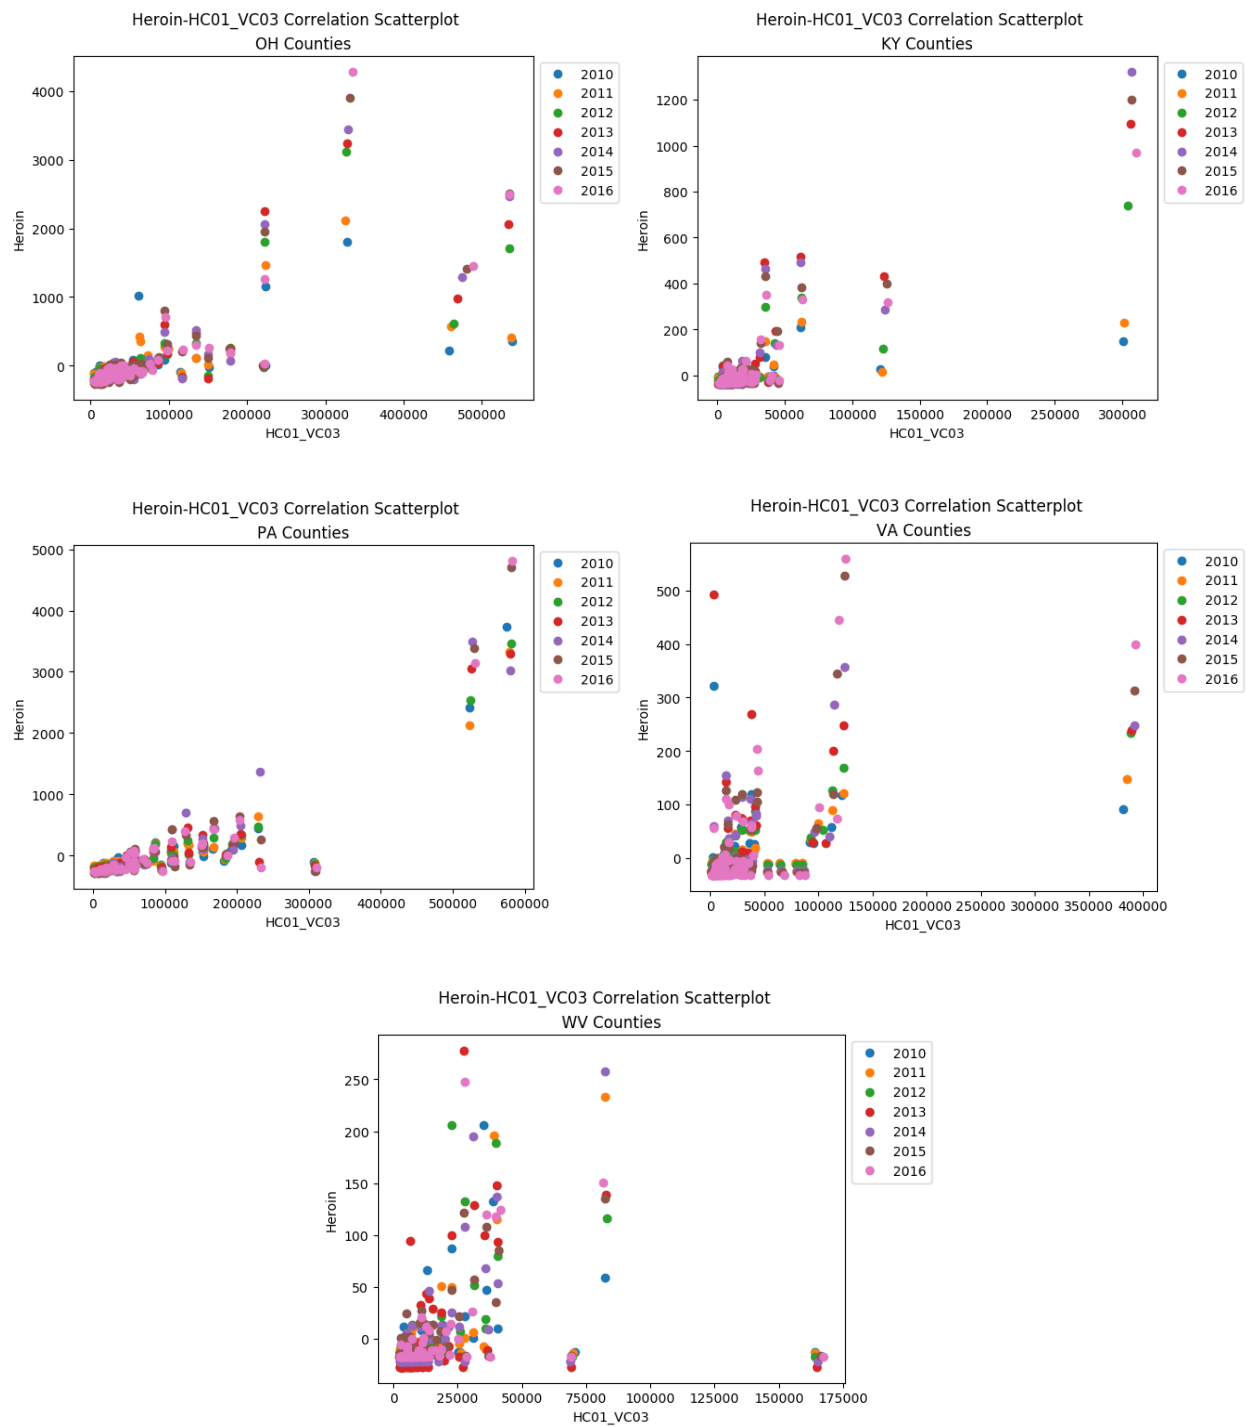 Heroin-HC01_VC03 Correlation Scatterplot
OH Counties
4000
3000
2000
1000
0
Heroin
0 100000 200000 300000 400000 500000
HC01_VC03
2010
2011
2012
2013
2014
2015
2016
Heroin-HC01_VC03 Correlation Scatterplot
KY Counties
1200
1000
800
600
400
200
0
Heroin
0 50000 100000 150000 200000 250000 300000
HC01_VC03
2010
2011
2012
2013
2014
2015
2016
Heroin-HC01_VC03 Correlation Scatterplot
PA Counties
5000
4000
3000
2000
1000
0
Heroin
0 100000 200000 300000 400000 500000 600000
HC01_VC03
2010
2011
2012
2013
2014
2015
2016
Heroin-HC01_VC03 Correlation Scatterplot
VA Counties
500
400
300
200
100
0
Heroin
0 50000 100000 150000 200000 250000 300000 350000 400000
HC01_VC03
2010
2011
2012
2013
2014
2015
2016
Heroin-HC01_VC03 Correlation Scatterplot
WV Counties
250
200
150
100
50
0
Heroin
0 25000 50000 75000 100000 125000 150000 175000
HC01_VC03
2010
2011
2012
2013
2014
2015
2016